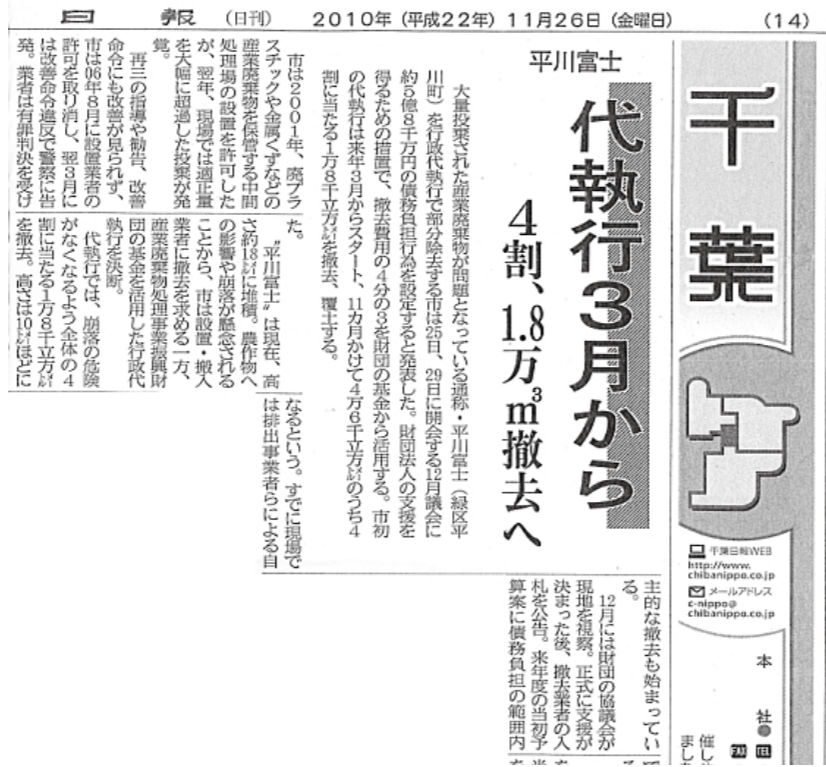 日 報 (日刊) 2010年(平成22年)11月26日(金曜日) (14)
千葉
平川富士
代執行3月から
4割、1.8万m³撤去へ
大量投棄された産業廃棄物が問題となっている通称・平川富士(緑区平
川町)を行政代執行で部分除去する市は25日、29日に開会する12月議会に
約5億8千万円の債務負担行為を設定すると発表した。財団法人の支援を
得るための措置で、撤去費用の4分の3を財団の基金から活用する。市初
の代執行は来年3月からスタート、11カ月かけて4万6千立方㍍のうち4
割に当たる1万8千立方㍍を撤去、覆土する。
市は2001年、廃プラ
スチックや金属くずなどの
産業廃棄物を保管する中間
処理場の設置を許可した
が、翌年、現場では適正量
を大幅に超過した投棄が発
覚。
再三の指導や勧告、改善
命令にも改善が見られず、
市は06年8月に設置業者の
許可を取り消し、翌3月に
は改善命令違反で警察に告
発。業者は有罪判決を受け
た。
“平川富士”は現在、高
さ約18㍍に堆積。農作物へ
の影響や崩落が懸念される
ことから、市は設置・搬入
業者に撤去を求める一方、
産業廃棄物処理事業振興財
団の基金を活用した行政代
執行を決断。
代執行では、崩落の危険
がなくなるよう全体の4
割に当たる1万8千立方㍍
を撤去。高さは10㍍ほどに
なるという。すでに現場で
は排出事業者らによる自
主的な撤去も始まってい
る。
12月には財団の協議会が
現地を視察。正式に支援が
決まった後、撤去業者の入
札を公告。来年度の当初予
算案に債務負担の範囲内
千葉日報WEB
http://www.
chibanippo.co.jp
メールアドレス
c-nippo@
chibanippo.co.jp
本 社
TEL
FAX
催し
まし